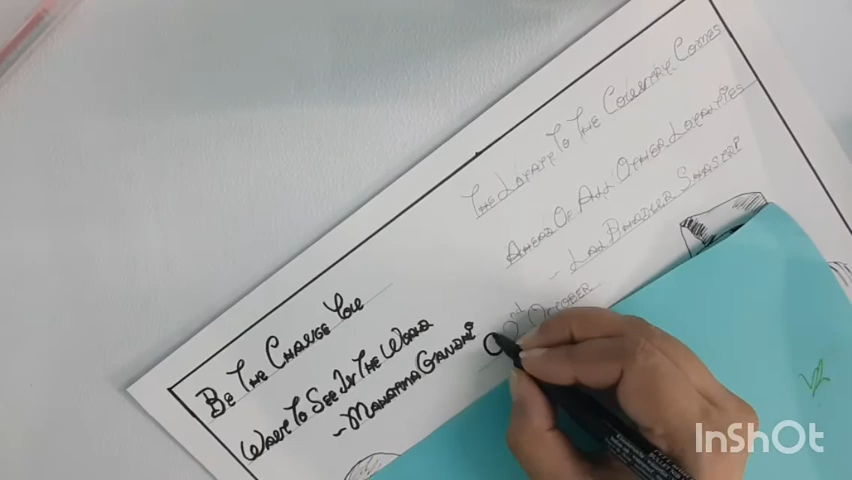 Be The Change You
Want To See In The World
~ Mahatma Gandhi
The Loyalty To The Country Comes
Ahead Of All Other Loyalties
~ Lal Bahadur Shastri
2nd October
InShOt